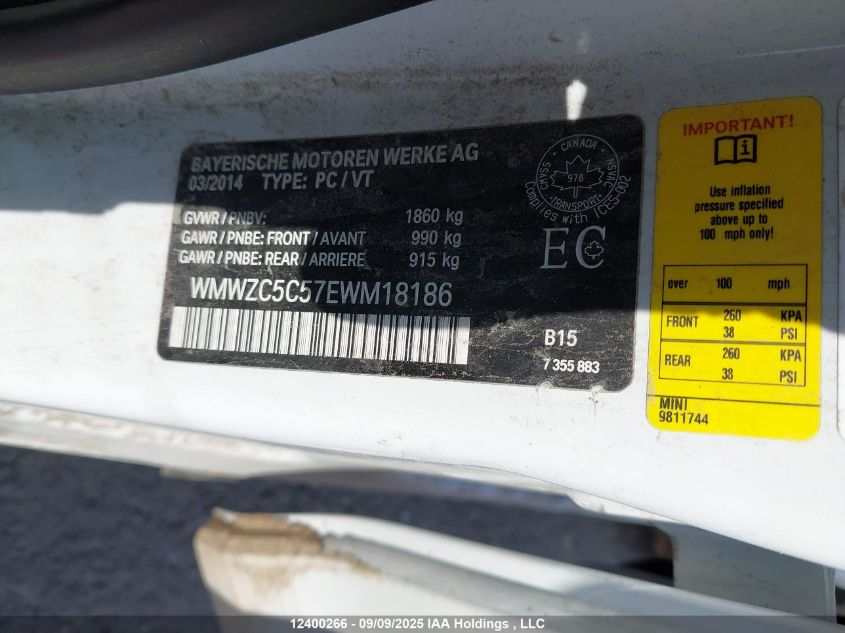 BAYERISCHE MOTOREN WERKE AG
03/2014 TYPE: PC / VT
GVWR / PNBV: 1860 kg
GAWR / PNBE: FRONT / AVANT 990 kg
GAWR / PNBE: REAR / ARRIERE 915 kg
WMWZC5C57EWM18186
CANADA
CMVSS
NSVAC
978
TRANSPORT
Complies with ICES-002
EC
B15
7 355 883
IMPORTANT!
i
Use inflation
pressure specified
above up to
100 mph only!
over 100 mph
FRONT 260 KPA
38 PSI
REAR 260 KPA
38 PSI
MINI
9811744
12400266 - 09/09/2025 IAA Holdings , LLC